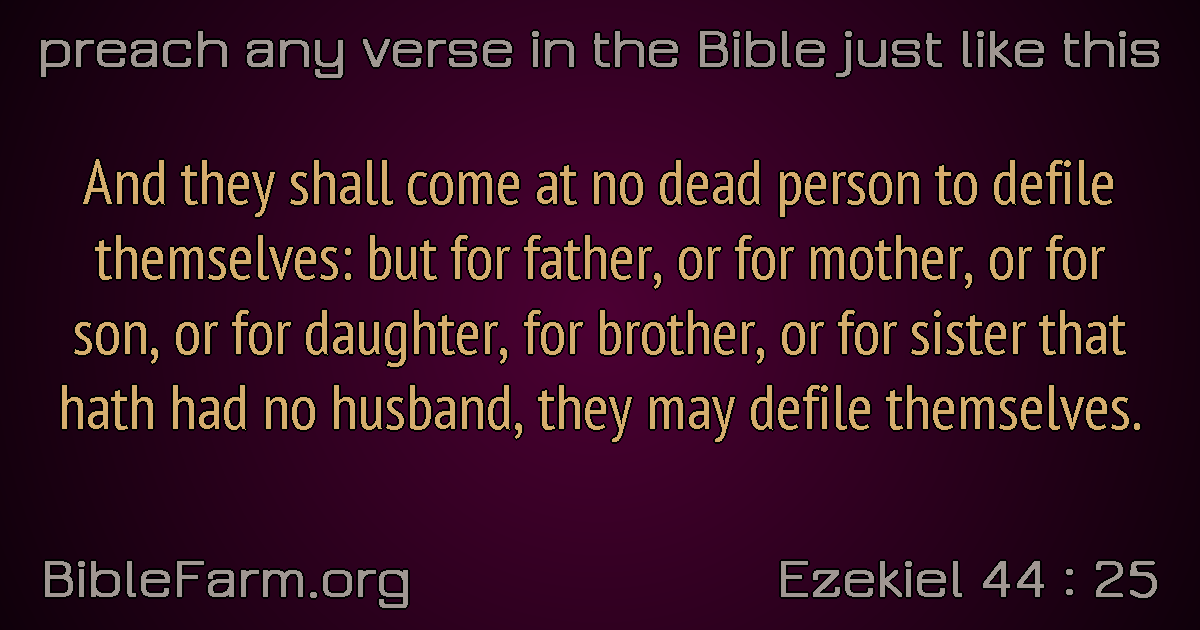 preach any verse in the Bible just like this
And they shall come at no dead person to defile
themselves: but for father, or for mother, or for
son, or for daughter, for brother, or for sister that
hath had no husband, they may defile themselves.
BibleFarm.org
Ezekiel 44 : 25